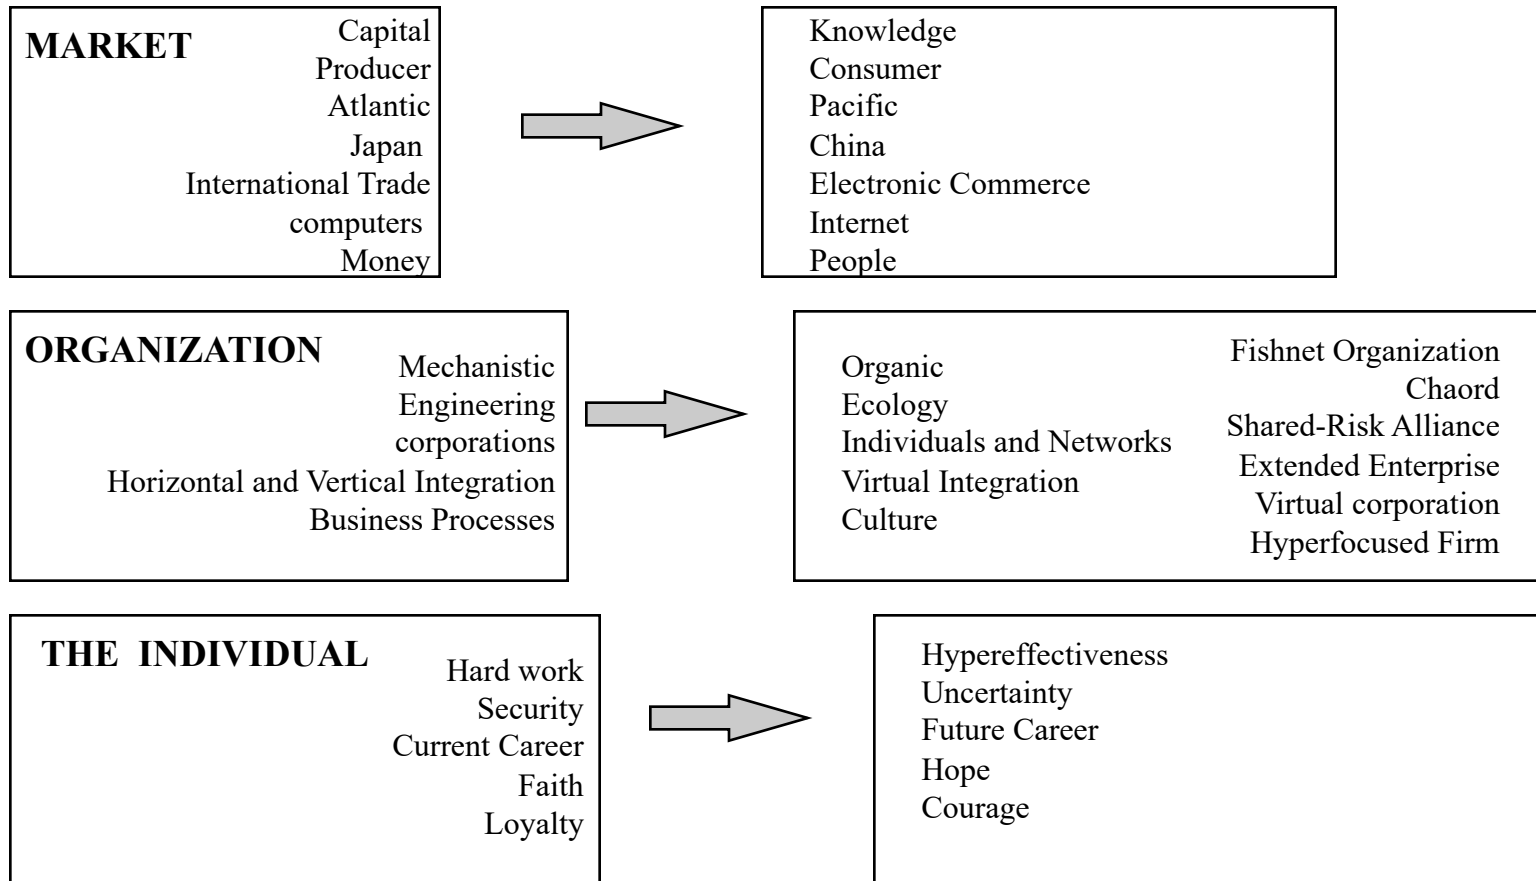 MARKET
Capital
Producer
Atlantic
Japan
International Trade
computers
Money
Knowledge
Consumer
Pacific
China
Electronic Commerce
Internet
People
ORGANIZATION
Mechanistic
Engineering
corporations
Horizontal and Vertical Integration
Business Processes
Organic
Ecology
Individuals and Networks
Virtual Integration
Culture
Fishnet Organization
Chaord
Shared-Risk Alliance
Extended Enterprise
Virtual corporation
Hyperfocused Firm
THE INDIVIDUAL
Hard work
Security
Current Career
Faith
Loyalty
Hypereffectiveness
Uncertainty
Future Career
Hope
Courage